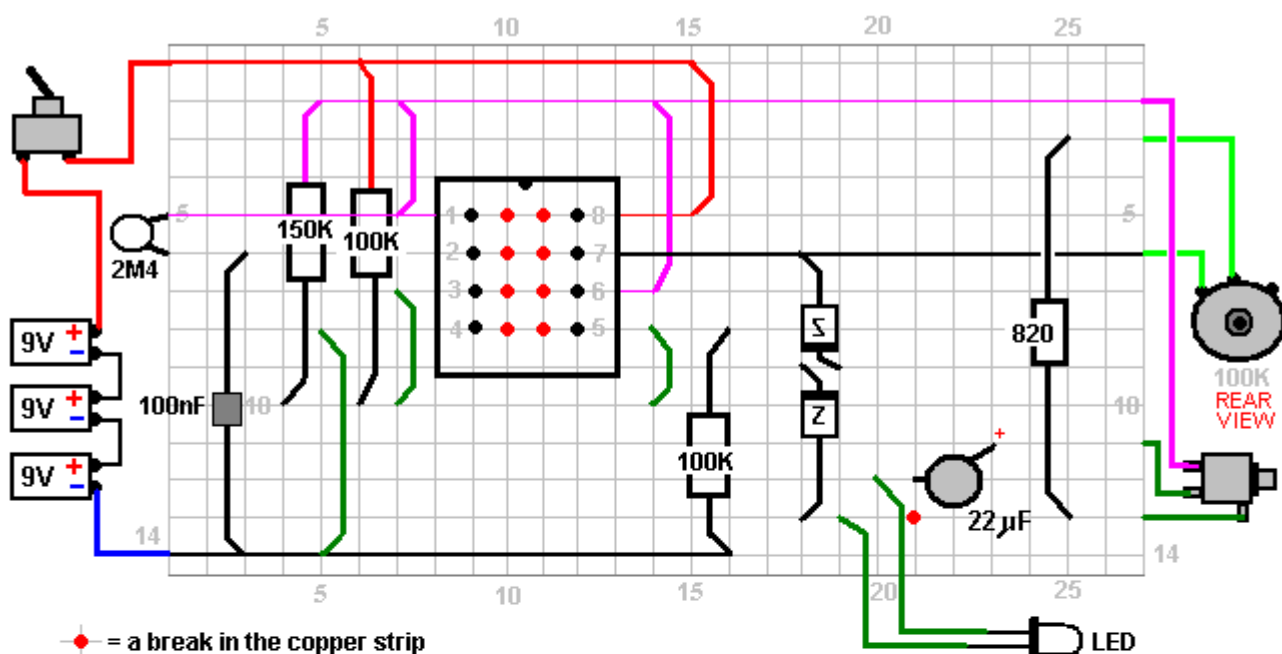 5 10 15 20 25
5 1 8 5
150K 100K
2M4
2 7
3 6
4 5
9V + −
9V + −
9V + −
Z
820
100K
REAR
VIEW
100nF 10 10
Z
+
100K
22 µF
14 14
5 10 15 20 25
= a break in the copper strip
LED